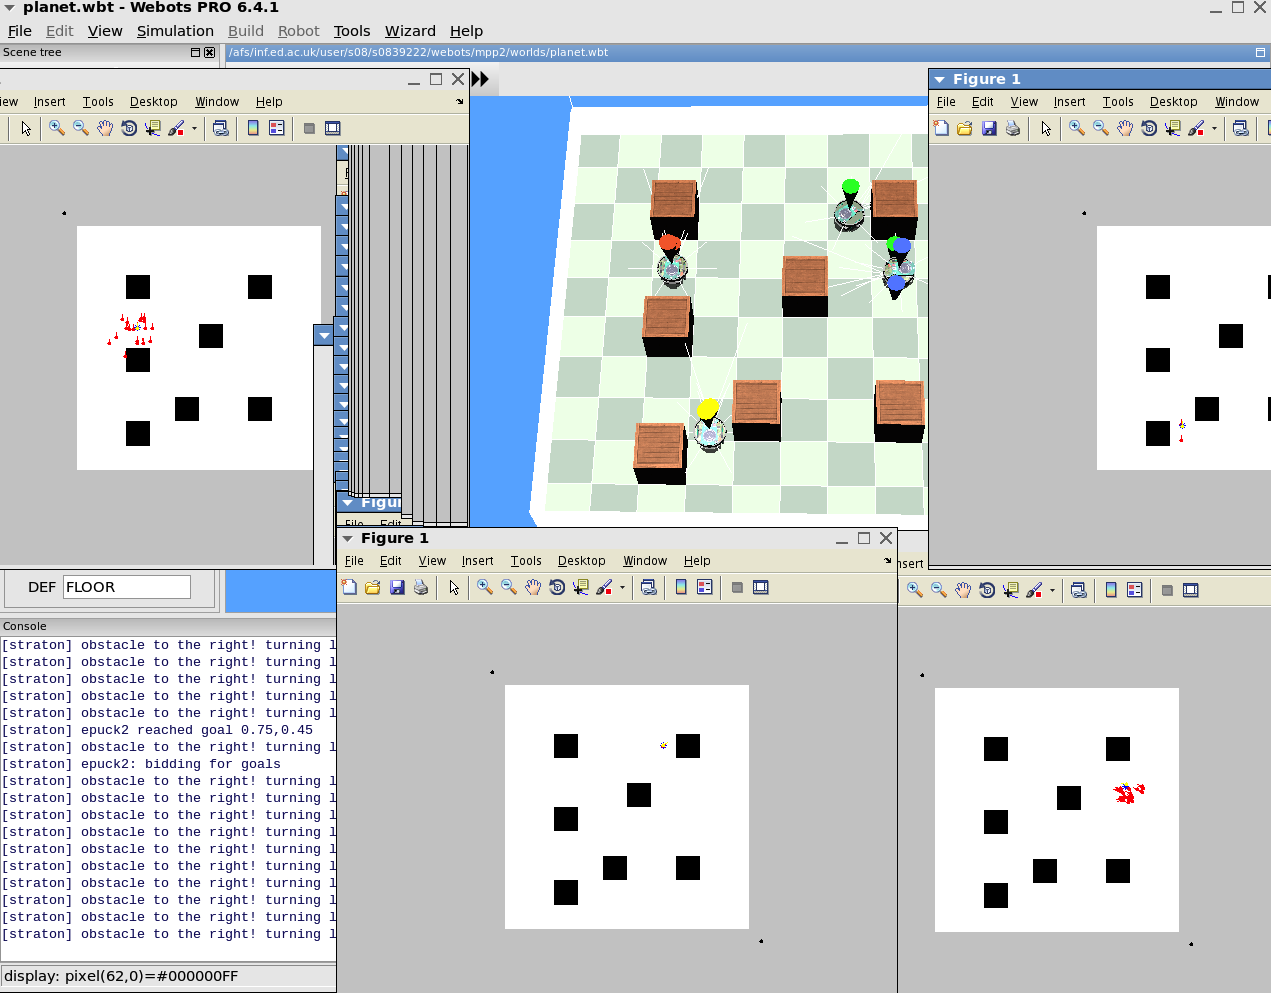 planet.wbt - Webots PRO 6.4.1
File Edit View Simulation Build Robot Tools Wizard Help
Scene tree
/afs/inf.ed.ac.uk/user/s08/s0839222/webots/mpp2/worlds/planet.wbt
iew Insert Tools Desktop Window Help
Figure 1
File Edit View Insert Tools Desktop Window
Figu
File Edit
Figure 1
File Edit View Insert Tools Desktop Window Help
nsert Tools Desktop Window Help
DEF FLOOR
Console
[straton] obstacle to the right! turning l
[straton] obstacle to the right! turning l
[straton] obstacle to the right! turning l
[straton] obstacle to the right! turning l
[straton] obstacle to the right! turning l
[straton] epuck2 reached goal 0.75,0.45
[straton] obstacle to the right! turning l
[straton] epuck2: bidding for goals
[straton] obstacle to the right! turning l
[straton] obstacle to the right! turning l
[straton] obstacle to the right! turning l
[straton] obstacle to the right! turning l
[straton] obstacle to the right! turning l
[straton] obstacle to the right! turning l
[straton] obstacle to the right! turning l
[straton] obstacle to the right! turning l
[straton] obstacle to the right! turning l
[straton] obstacle to the right! turning l
display: pixel(62,0)=#000000FF